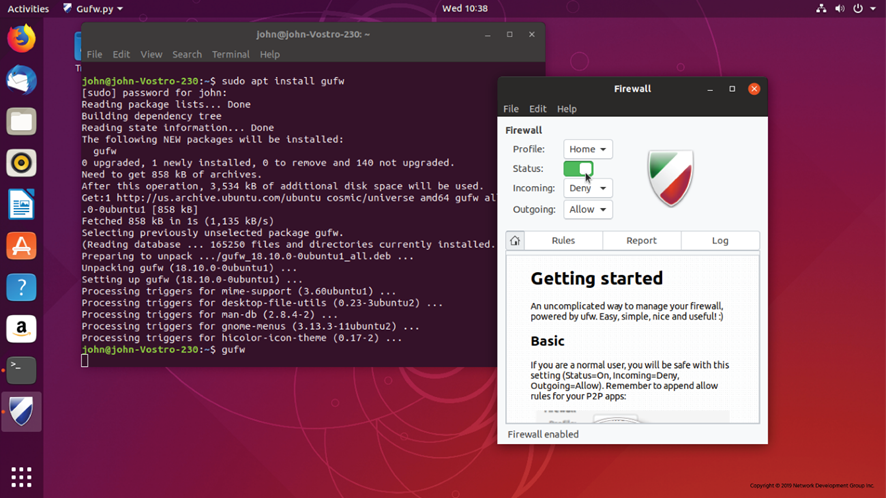 Activities
Gufw.py
Wed 10:38
john@john-Vostro-230: ~
File Edit View Search Terminal Help
john@john-Vostro-230:~$ sudo apt install gufw
[sudo] password for john:
Reading package lists... Done
Building dependency tree
Reading state information... Done
The following NEW packages will be installed:
gufw
0 upgraded, 1 newly installed, 0 to remove and 140 not upgraded.
Need to get 858 kB of archives.
After this operation, 3,534 kB of additional disk space will be used.
Get:1 http://us.archive.ubuntu.com/ubuntu cosmic/universe amd64 gufw al
.0-0ubuntu1 [858 kB]
Fetched 858 kB in 1s (1,135 kB/s)
Selecting previously unselected package gufw.
(Reading database ... 165250 files and directories currently installed.
Preparing to unpack .../gufw_18.10.0-0ubuntu1_all.deb ...
Unpacking gufw (18.10.0-0ubuntu1) ...
Setting up gufw (18.10.0-0ubuntu1) ...
Processing triggers for mime-support (3.60ubuntu1) ...
Processing triggers for desktop-file-utils (0.23-3ubuntu2) ...
Processing triggers for man-db (2.8.4-2) ...
Processing triggers for gnome-menus (3.13.3-11ubuntu2) ...
Processing triggers for hicolor-icon-theme (0.17-2) ...
john@john-Vostro-230:~$ gufw
Firewall
File Edit Help
Firewall
Profile: Home
Status:
Incoming: Deny
Outgoing: Allow
Rules Report Log
Getting started
An uncomplicated way to manage your firewall,
powered by ufw. Easy, simple, nice and useful! :)
Basic
If you are a normal user, you will be safe with this
setting (Status=On, Incoming=Deny,
Outgoing=Allow). Remember to append allow
rules for your P2P apps:
Firewall enabled
Copyright © 2010 Network Development Group Inc.